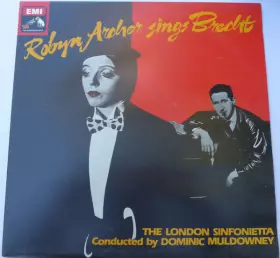 EMI
Robyn Archer sings Brecht
THE LONDON SINFONIETTA
Conducted by DOMINIC MULDOWNEY